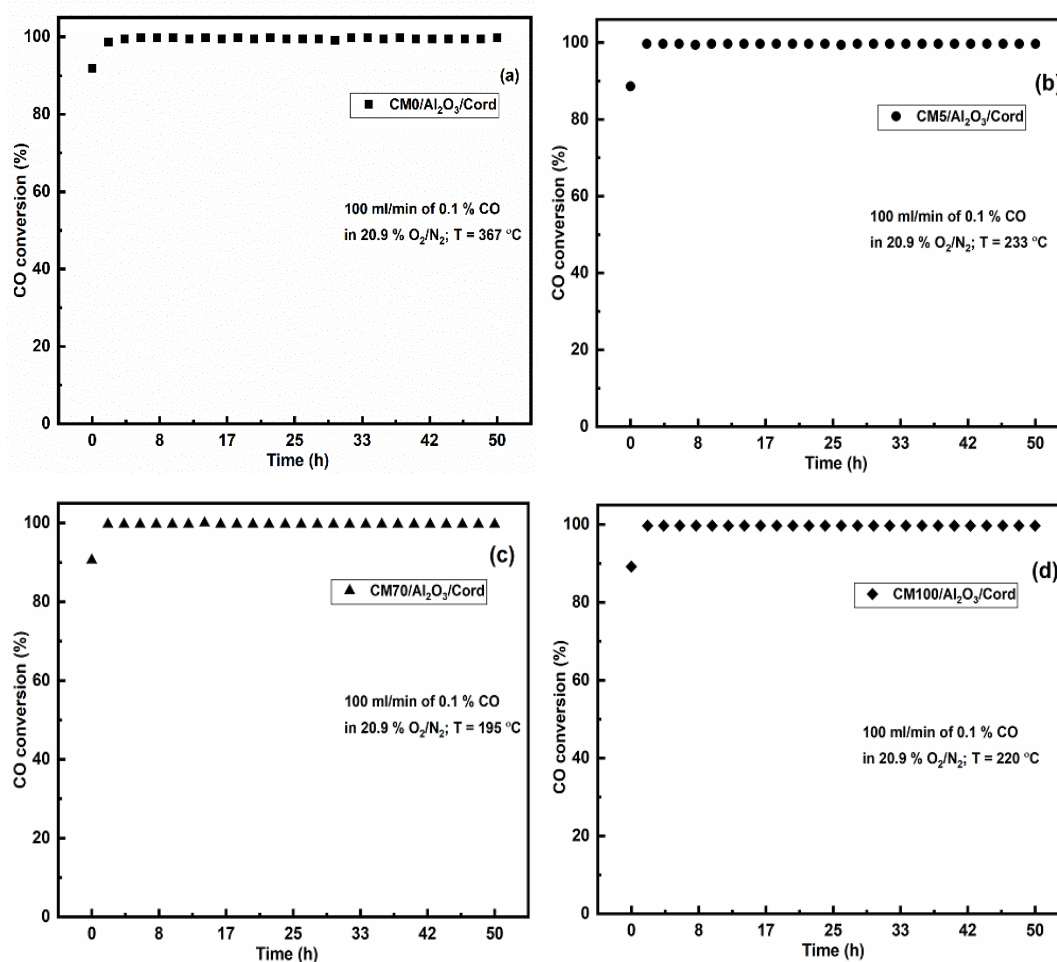 100
80
60
40
20
0
CO conversion (%)
(a)
CM0/Al₂O₃/Cord
100 ml/min of 0.1 % CO
in 20.9 % O₂/N₂; T = 367 °C
0 8 17 25 33 42 50
Time (h)
100
80
60
40
20
0
CO conversion (%)
(b)
CM5/Al₂O₃/Cord
100 ml/min of 0.1 % CO
in 20.9 % O₂/N₂; T = 233 °C
0 8 17 25 33 42 50
Time (h)
100
80
60
40
20
0
CO conversion (%)
(c)
CM70/Al₂O₃/Cord
100 ml/min of 0.1 % CO
in 20.9 % O₂/N₂; T = 195 °C
0 8 17 25 33 42 50
Time (h)
100
80
60
40
20
0
CO conversion (%)
(d)
CM100/Al₂O₃/Cord
100 ml/min of 0.1 % CO
in 20.9 % O₂/N₂; T = 220 °C
0 8 17 25 33 42 50
Time (h)